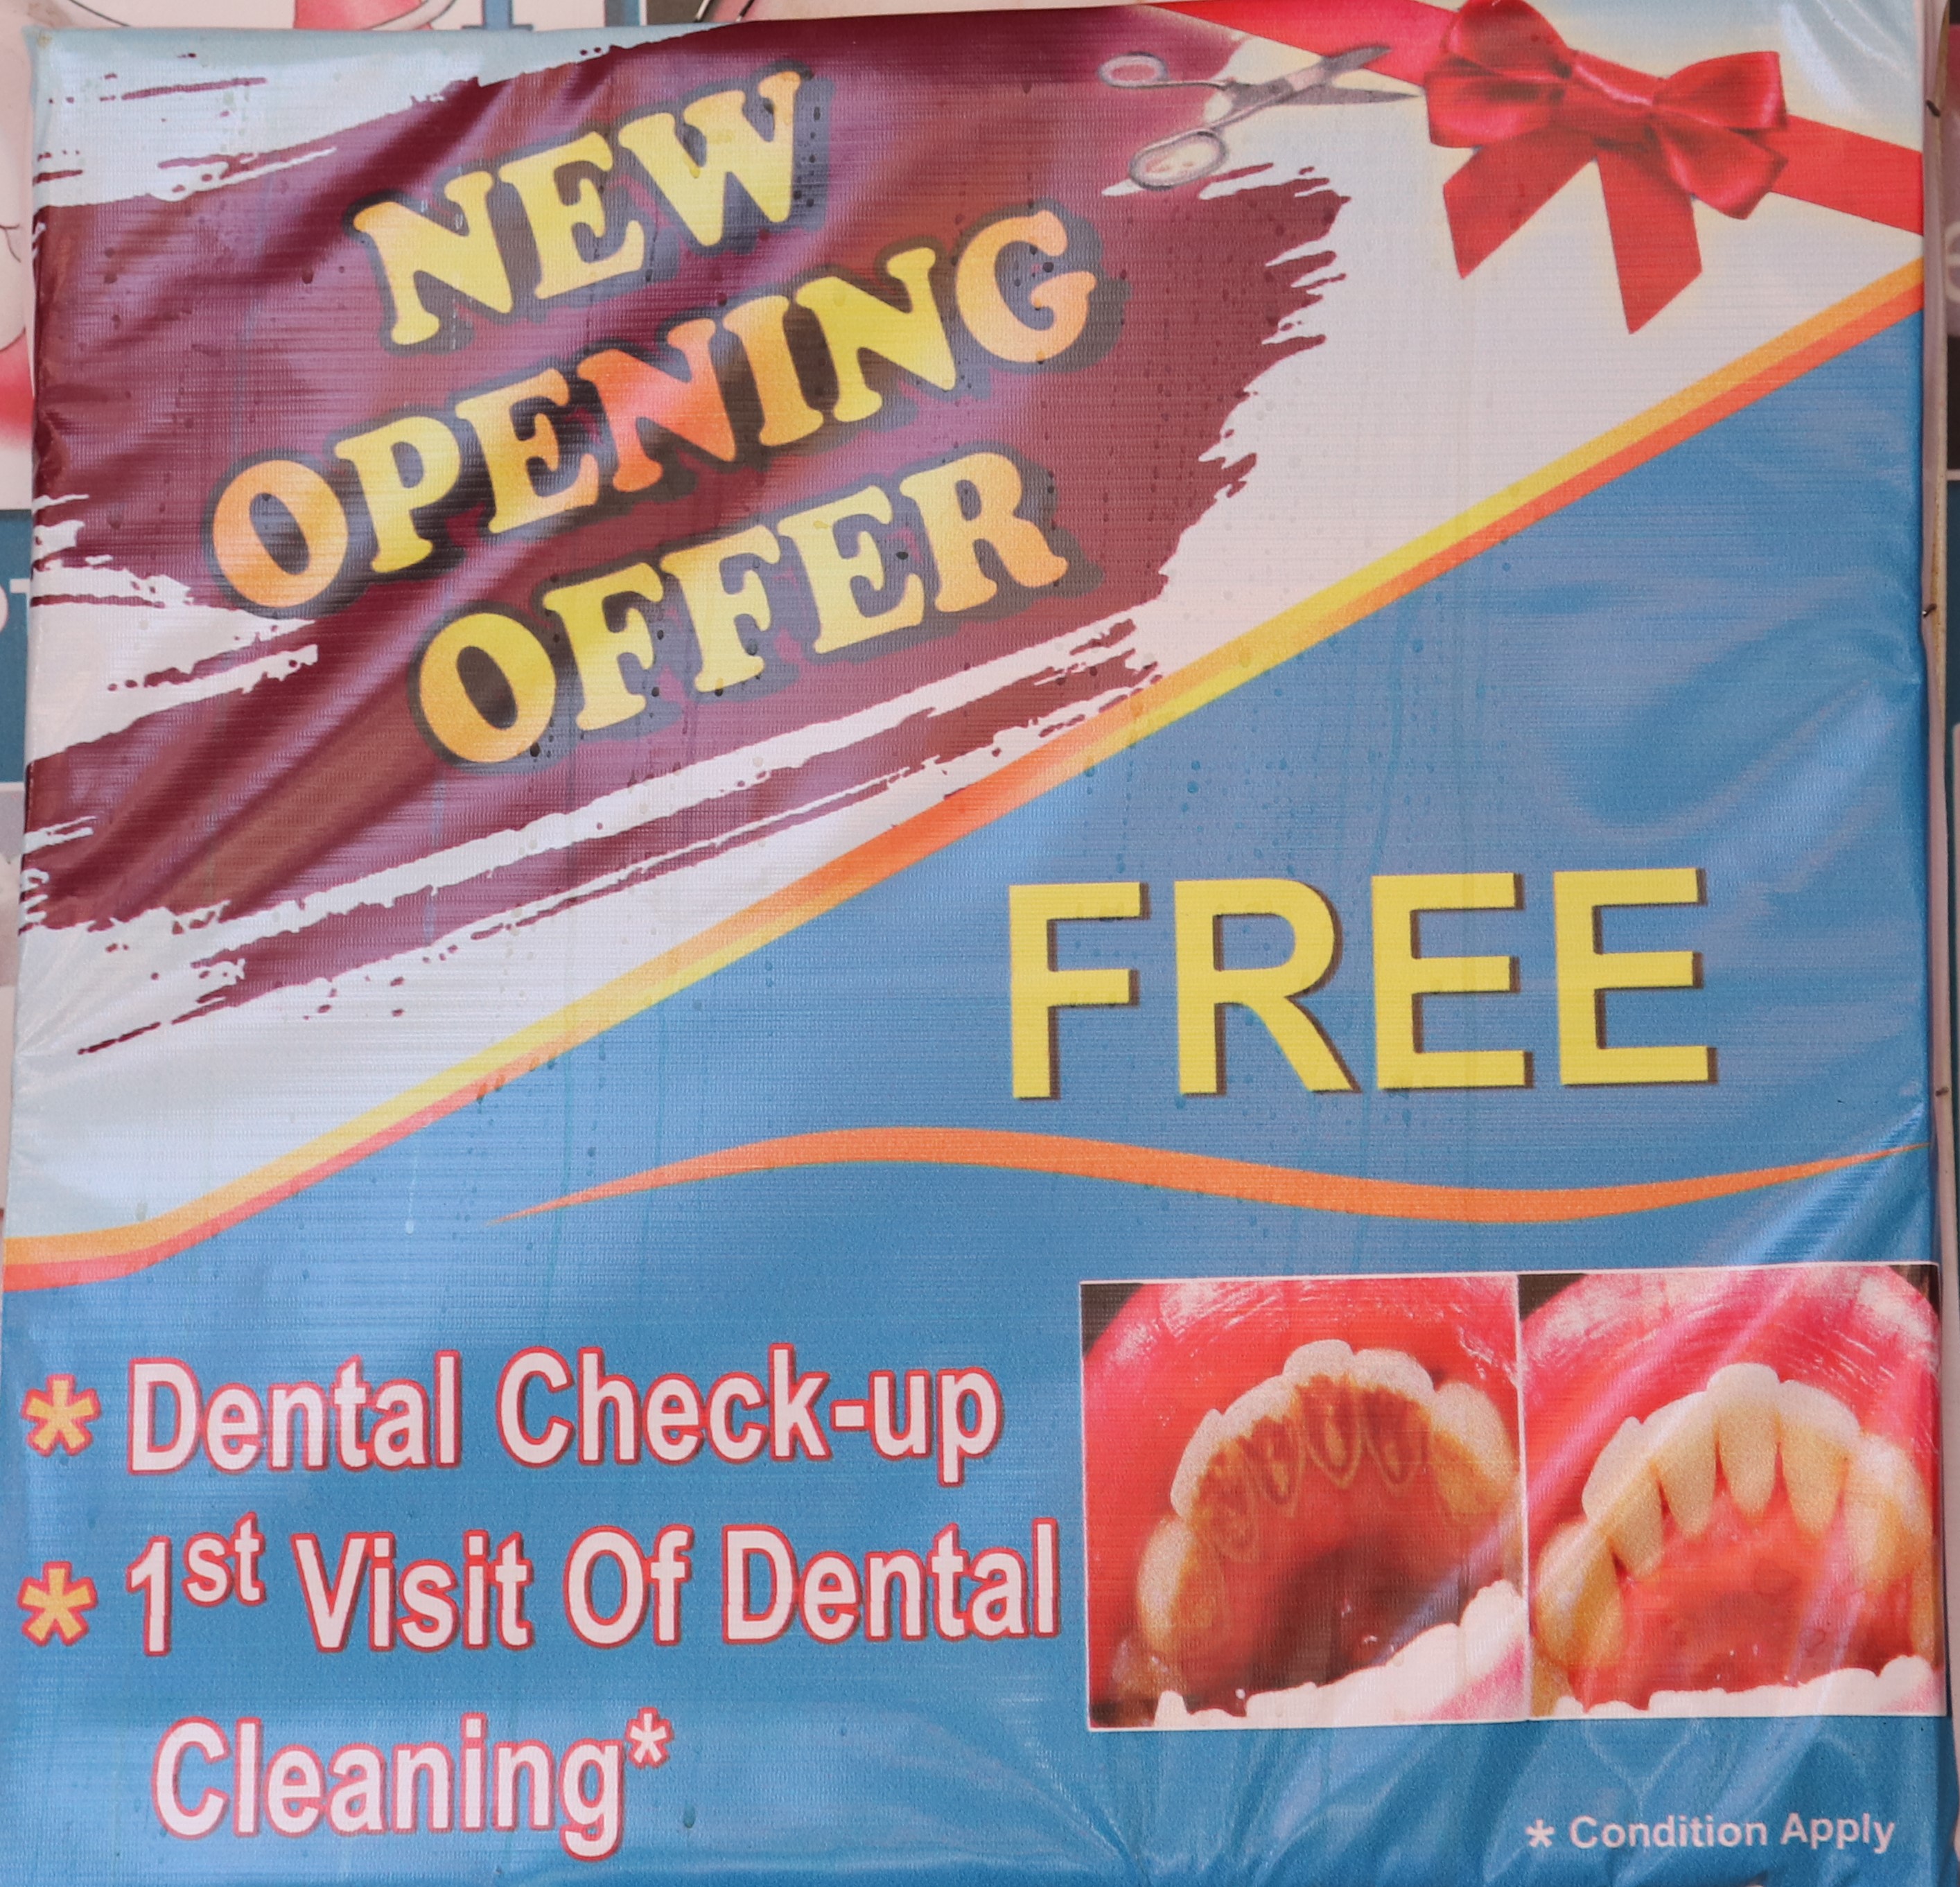 NEW
OPENING
OFFER
FREE
* Dental Check-up
* 1st Visit Of Dental
Cleaning*
* Condition Apply